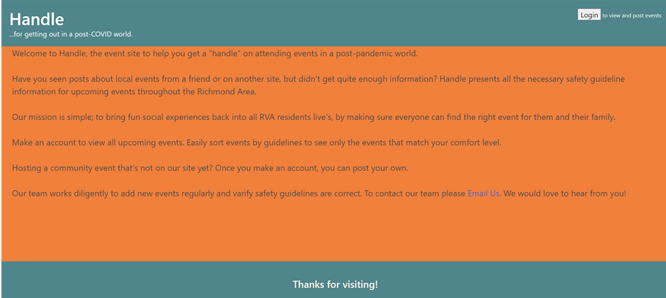 Handle
...for getting out in a post-COVID world.
Login to view and post events
Welcome to Handle, the event site to help you get a "handle" on attending events in a post-pandemic world.
Have you seen posts about local events from a friend or on another site, but didn't get quite enough information? Handle presents all the necessary safety guideline
information for upcoming events throughout the Richmond Area.
Our mission is simple; to bring fun social experiences back into all RVA residents live's, by making sure everyone can find the right event for them and their family.
Make an account to view all upcoming events. Easily sort events by guidelines to see only the events that match your comfort level.
Hosting a community event that's not on our site yet? Once you make an account, you can post your own.
Our team works diligently to add new events regularly and varify safety guidelines are correct. To contact our team please Email Us. We would love to hear from you!
Thanks for visiting!